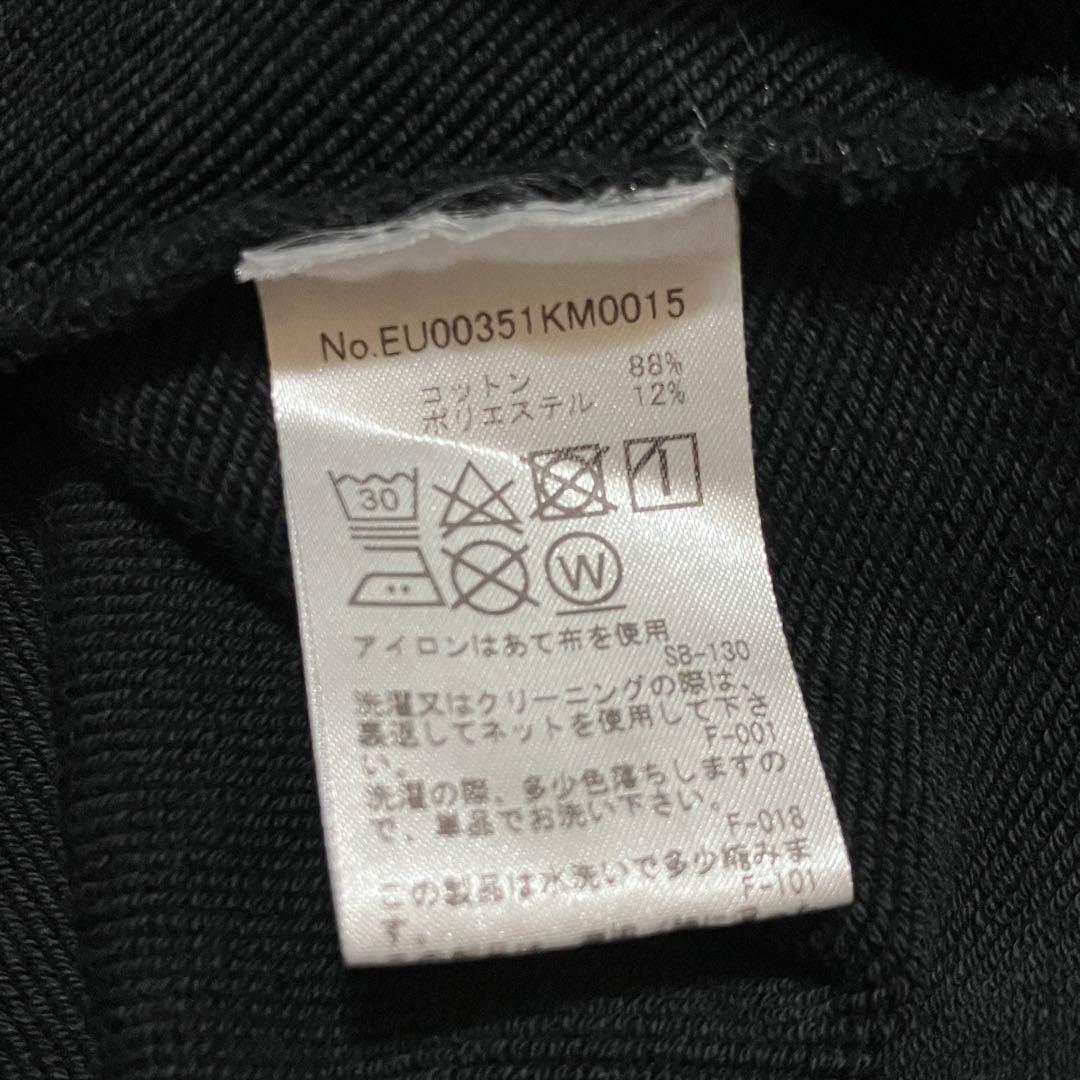 No.EU00351KM0015
コットン 88%
ポリエステル 12%
30
W
アイロンはあて布を使用
SB-130
洗濯又はクリーニングの際は、
裏返してネットを使用して下さ
い。 F-001
洗濯の際、多少色落ちしますの
で、単品でお洗い下さい。
F-018
この製品は水洗いで多少縮みま
す。 F-101